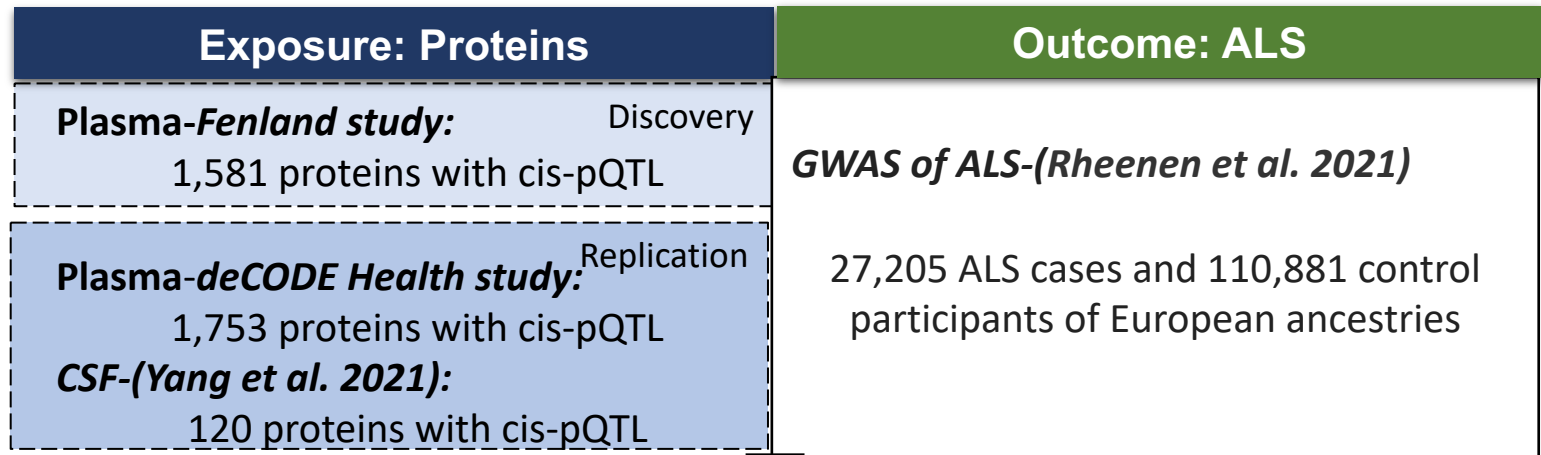 Exposure: Proteins
Plasma-Fenland study:
Discovery
1,581 proteins with cis-pQTL
Plasma-deCODE Health study:
Replication
1,753 proteins with cis-pQTL
CSF-(Yang et al. 2021):
120 proteins with cis-pQTL
Outcome: ALS
GWAS of ALS-(Rheenen et al. 2021)
27,205 ALS cases and 110,881 control
participants of European ancestries